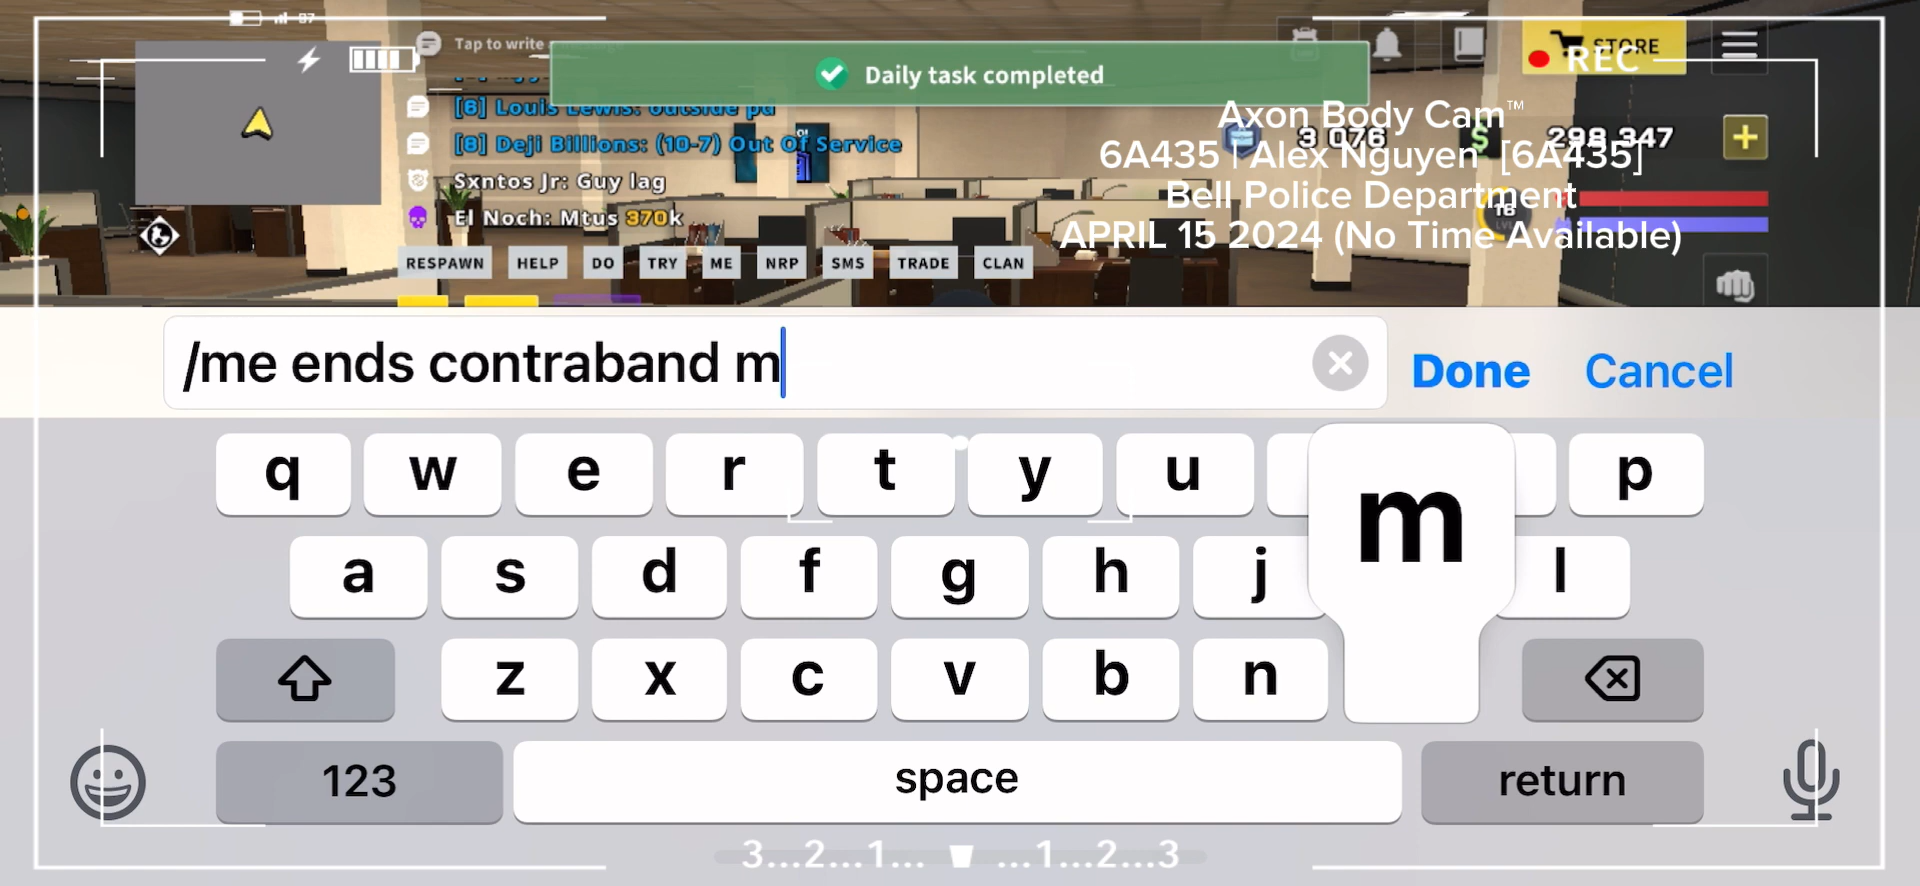 87
Tap to write a message
Daily task completed
STORE
REC
[8] Louis Lewis: outside pd
[8] Deji Billions: (10-7) Out Of Service
Sxntos Jr: Guy lag
El Noch: Mtus 370k
Axon Body Cam™
3 076
$ 298 347
6A435 | Alex Nguyen [6A435]
Bell Police Department
18
APRIL 15 2024 (No Time Available)
RESPAWN HELP DO TRY ME NRP SMS TRADE CLAN
/me ends contraband m
Done Cancel
q w e r t y u p
m
a s d f g h j l
z x c v b n
123 space return
3...2...1... ...1...2...3